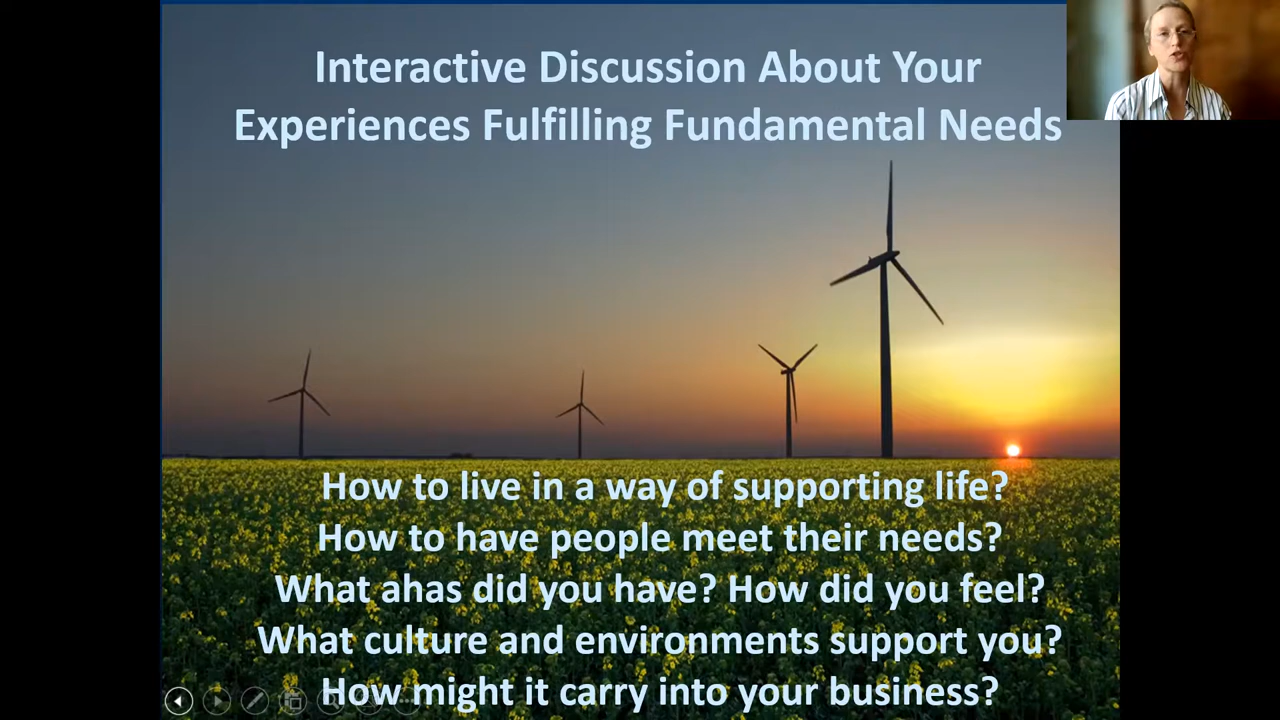 Interactive Discussion About Your
Experiences Fulfilling Fundamental Needs
How to live in a way of supporting life?
How to have people meet their needs?
What ahas did you have? How did you feel?
What culture and environments support you?
How might it carry into your business?